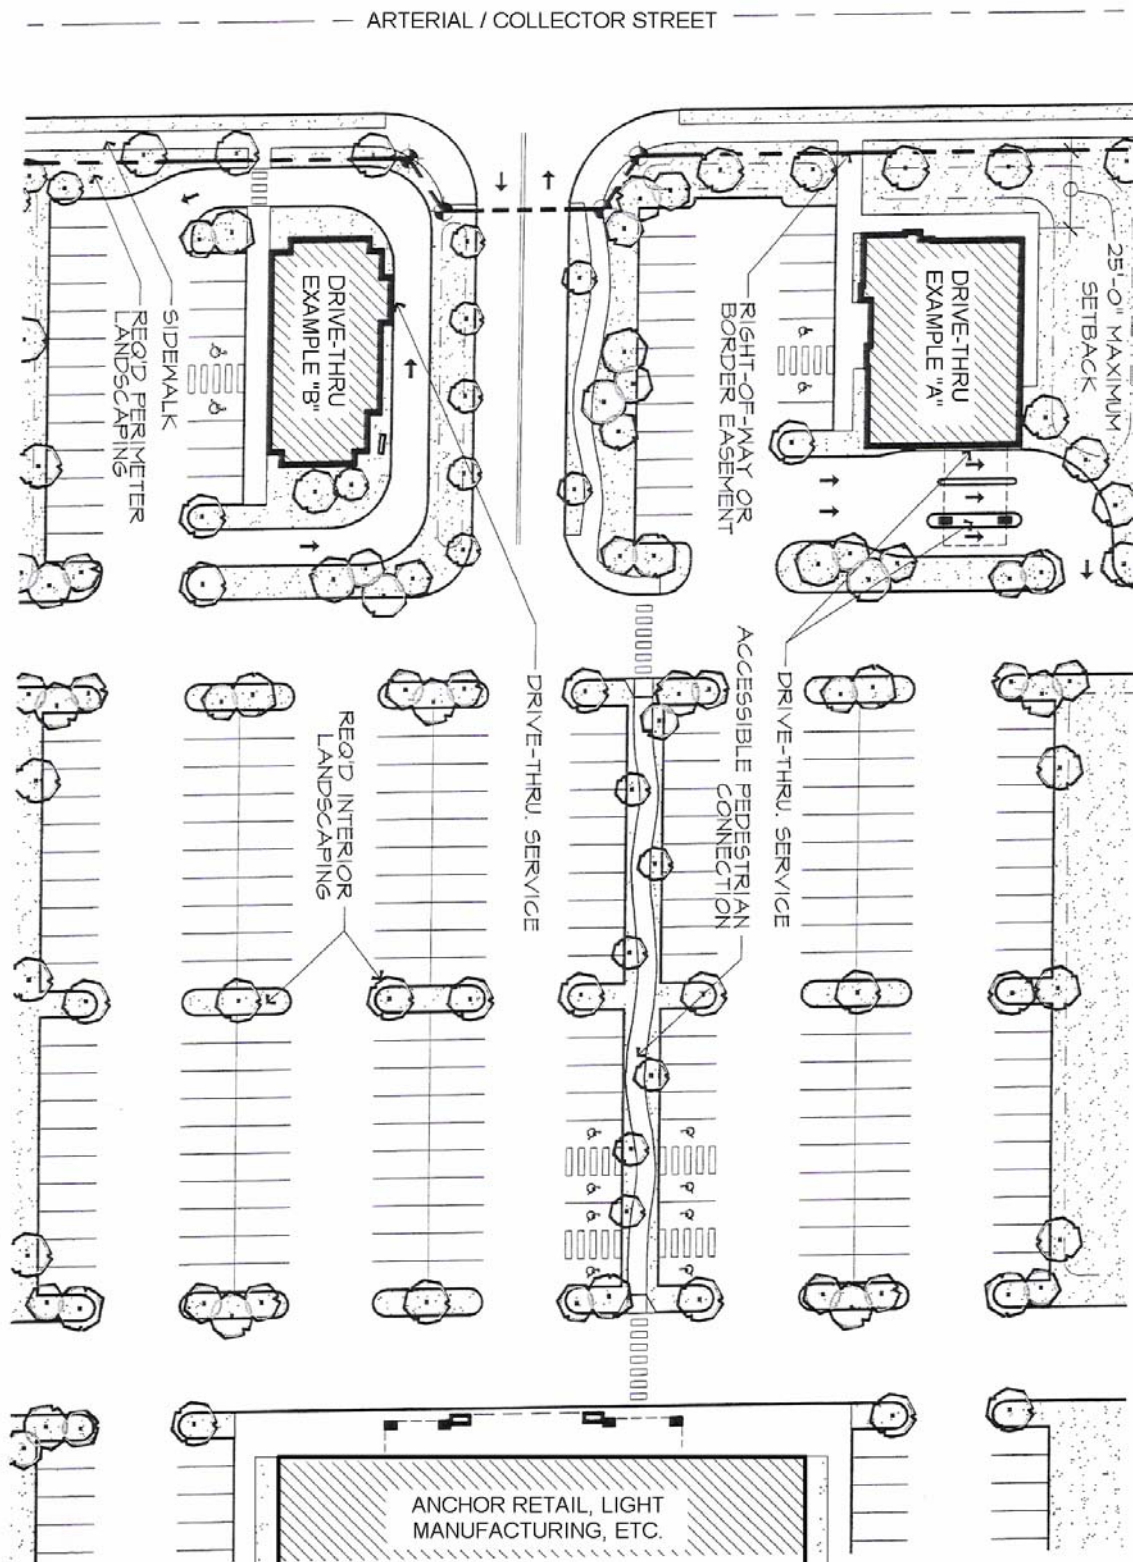 ARTERIAL / COLLECTOR STREET
25'-0" MAXIMUM
SETBACK
DRIVE-THRU
EXAMPLE "A"
DRIVE-THRU
EXAMPLE "B"
RIGHT-OF-WAY OR
BORDER EASEMENT
SIDEWALK
REQ'D PERIMETER
LANDSCAPING
DRIVE-THRU. SERVICE
ACCESSIBLE PEDESTRIAN
CONNECTION
DRIVE-THRU. SERVICE
REQ'D INTERIOR
LANDSCAPING
ANCHOR RETAIL, LIGHT
MANUFACTURING, ETC.